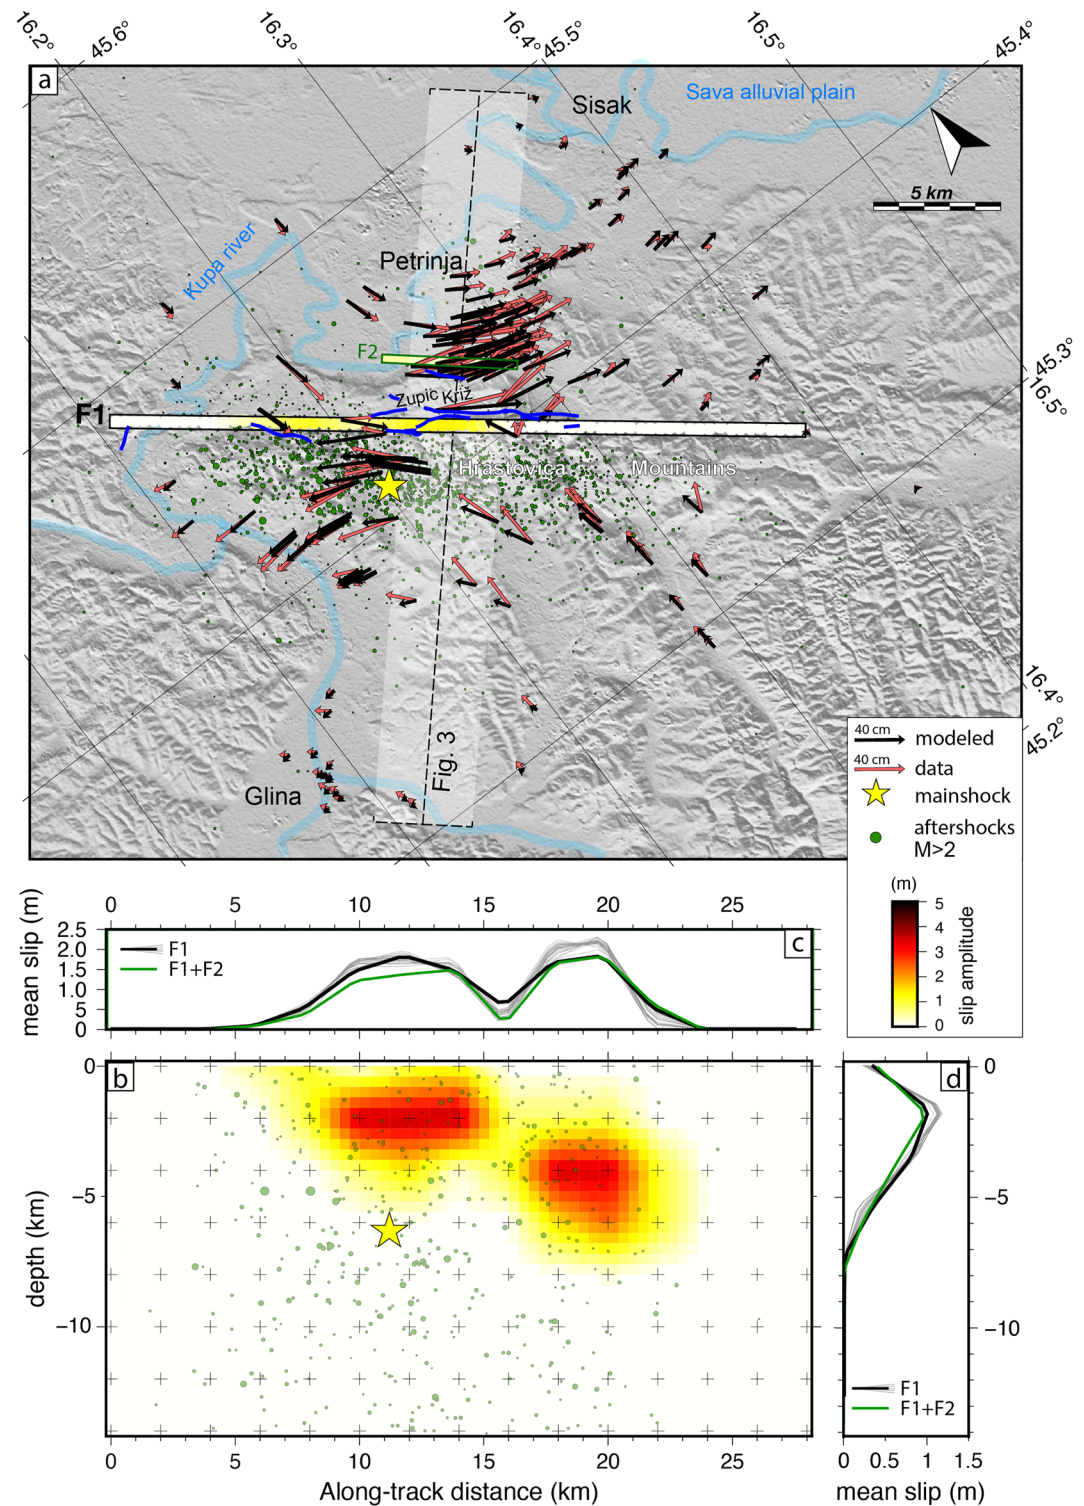 16.2°
45.6°
16.3°
16.4°
45.5°
16.5°
45.4°
a
Sisak
Sava alluvial plain
5 km
Kupa river
Petrinja
F2
Zupic Kriz
F1
45.3°
16.5°
Hrastovica Mountains
16.4°
45.2°
Fig. 3
Glina
40 cm
modeled
40 cm
data
mainshock
aftershocks
M>2
(m)
5
4
3
2
1
0
slip amplitude
0 5 10 15 20 25
mean slip (m)
2.5
2.0
1.5
1.0
5
0
F1
F1+F2
c
b
0
−5
−10
depth (km)
0 5 10 15 20 25
Along-track distance (km)
d
0
−5
−10
F1
F1+F2
0 0.5 1 1.5
mean slip (m)